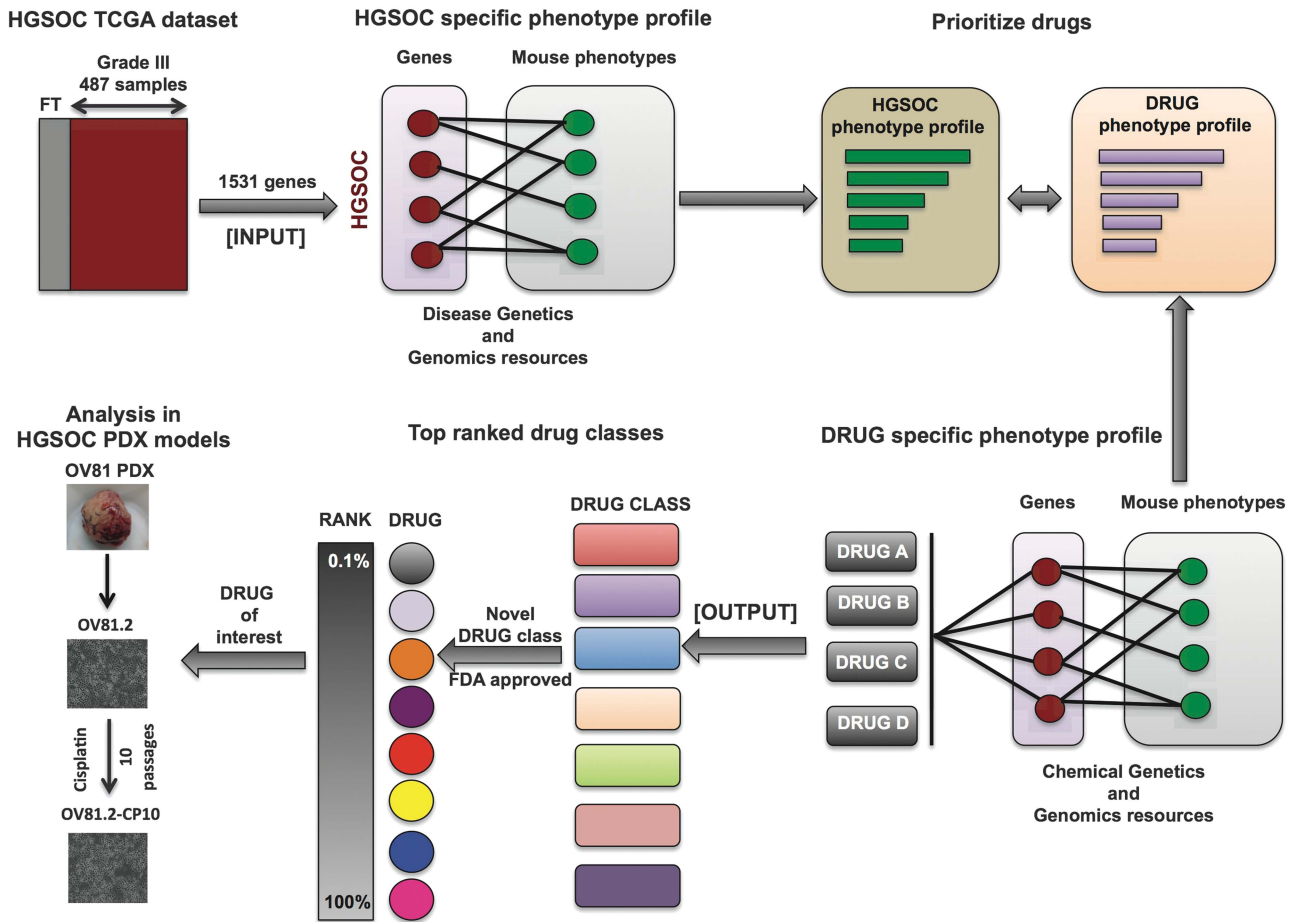 HGSOC TCGA dataset
Grade III
487 samples
FT
1531 genes
[INPUT]
HGSOC specific phenotype profile
Genes
Mouse phenotypes
HGSOC
Disease Genetics
and
Genomics resources
Prioritize drugs
HGSOC
phenotype profile
DRUG
phenotype profile
Analysis in
HGSOC PDX models
OV81 PDX
OV81.2
Cisplatin
10
passages
OV81.2-CP10
DRUG
of
interest
Top ranked drug classes
RANK
DRUG
0.1%
100%
Novel
DRUG class
FDA approved
DRUG CLASS
[OUTPUT]
DRUG specific phenotype profile
DRUG A
DRUG B
DRUG C
DRUG D
Genes
Mouse phenotypes
Chemical Genetics
and
Genomics resources